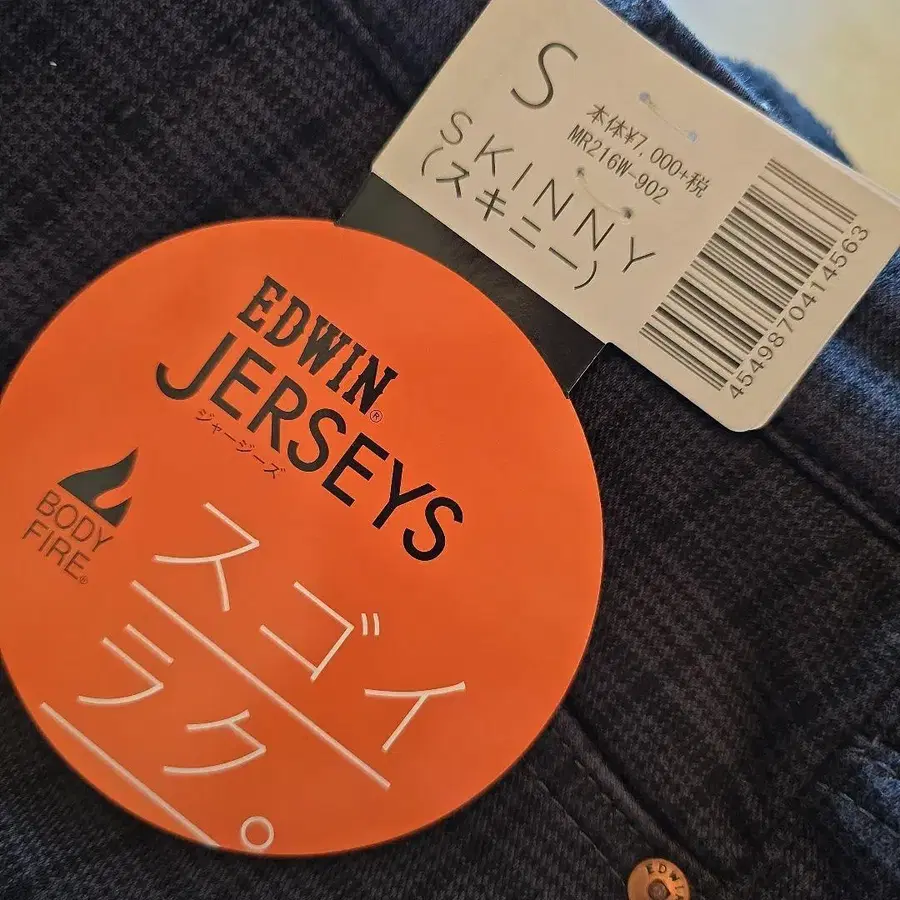 S
本体¥7,000+税
MR216W-902
SKINNY
(スキニー)
4549870414563
EDWIN®
JERSEYS
ジャージーズ
BODY
FIRE®
スゴイ
ラク。
EDWIN